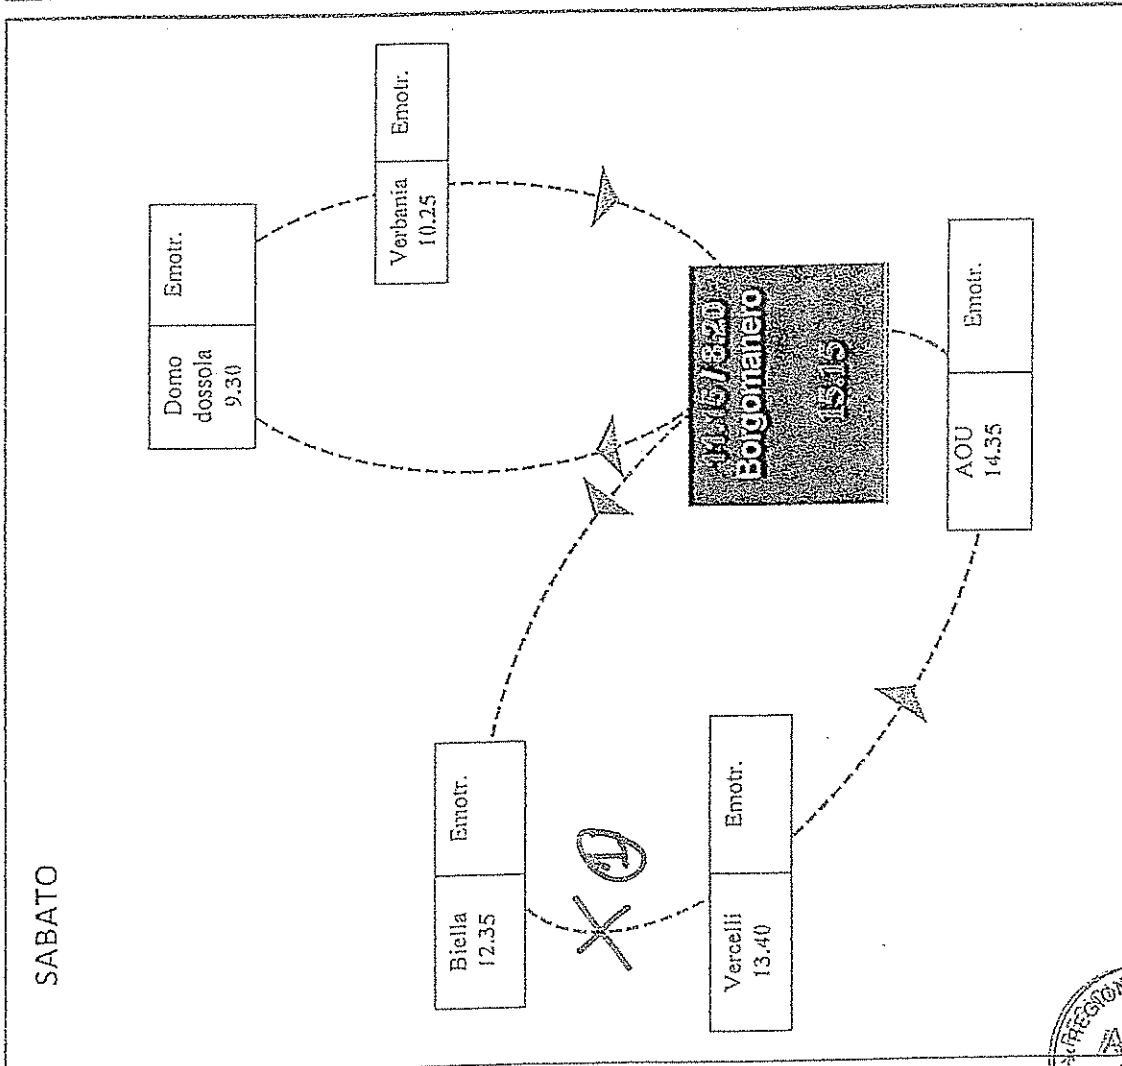 SABATO
Domo
dossola
9.30
Emotr.
Verbania
10.25
Emotr.
Biella
12.35
Emotr.
11.15 / 8.20
Borgomanero
15.15
Vercelli
13.40
Emotr.
AOU
14.35
Emotr.
REGION